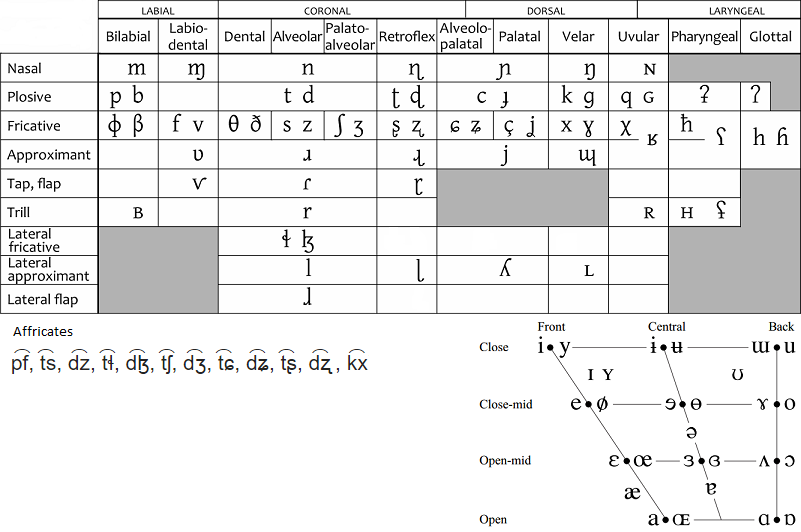 LABIAL CORONAL DORSAL LARYNGEAL
Bilabial Labio-dental Dental Alveolar Palato-alveolar Retroflex Alveolo-palatal Palatal Velar Uvular Pharyngeal Glottal
Nasal m ɱ n ɳ ɲ ŋ ɴ
Plosive p b t d ʈ ɖ c ɟ k ɡ q ɢ ʡ ʔ
Fricative ɸ β f v θ ð s z ʃ ʒ ʂ ʐ ɕ ʑ ç ʝ x ɣ χ ʁ ħ ʕ h ɦ
Approximant ʋ ɹ ɻ j ɰ
Tap, flap ⱱ ɾ ɽ
Trill ʙ r ʀ ʜ ʢ
Lateral fricative ɬ ɮ
Lateral approximant l ɭ ʎ ʟ
Lateral flap ɺ
Affricates
p͡f, t͡s, d͡z, t͡ɬ, d͡ɮ, t͡ʃ, d͡ʒ, t͡ɕ, d͡ʑ, t͡ʂ, d͡ʐ , k͡x
Front Central Back
Close i y ɨ ʉ ɯ u
ɪ ʏ ʊ
Close-mid e ø ɘ ɵ ɤ o
ə
Open-mid ɛ œ ɜ ɞ ʌ ɔ
æ ɐ
Open a ɶ ɑ ɒ